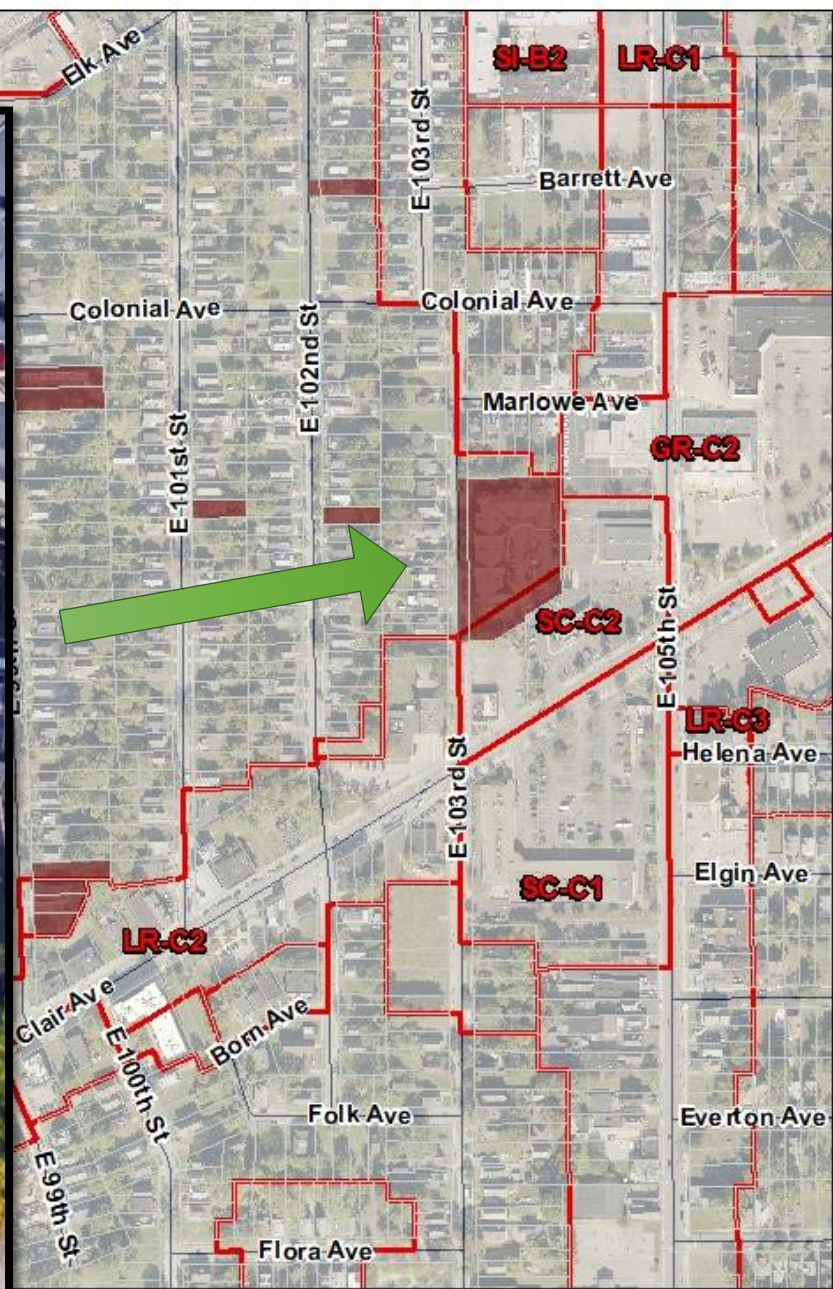 Elk Ave
SI-B2
LR-C1
E 103rd St
Barrett Ave
Colonial Ave
Colonial Ave
E 102nd St
Marlowe Ave
E 101st St
GR-C2
SC-C2
E 105th St
LR-C3
Helena Ave
E 103rd St
Elgin Ave
SC-C1
LR-C2
Clair Ave
Born Ave
E 100th St
Folk Ave
Everton Ave
E 99th St
Flora Ave